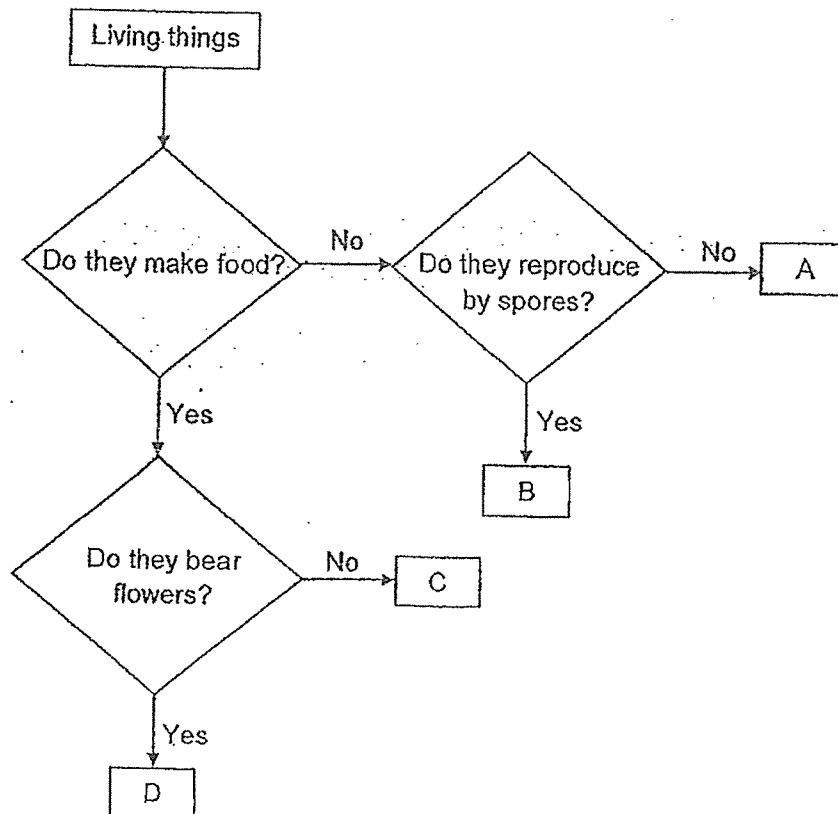 Living things
Do they make food?
No
Do they reproduce
by spores?
No
A
Yes
Yes
B
Do they bear
flowers?
No
C
Yes
D